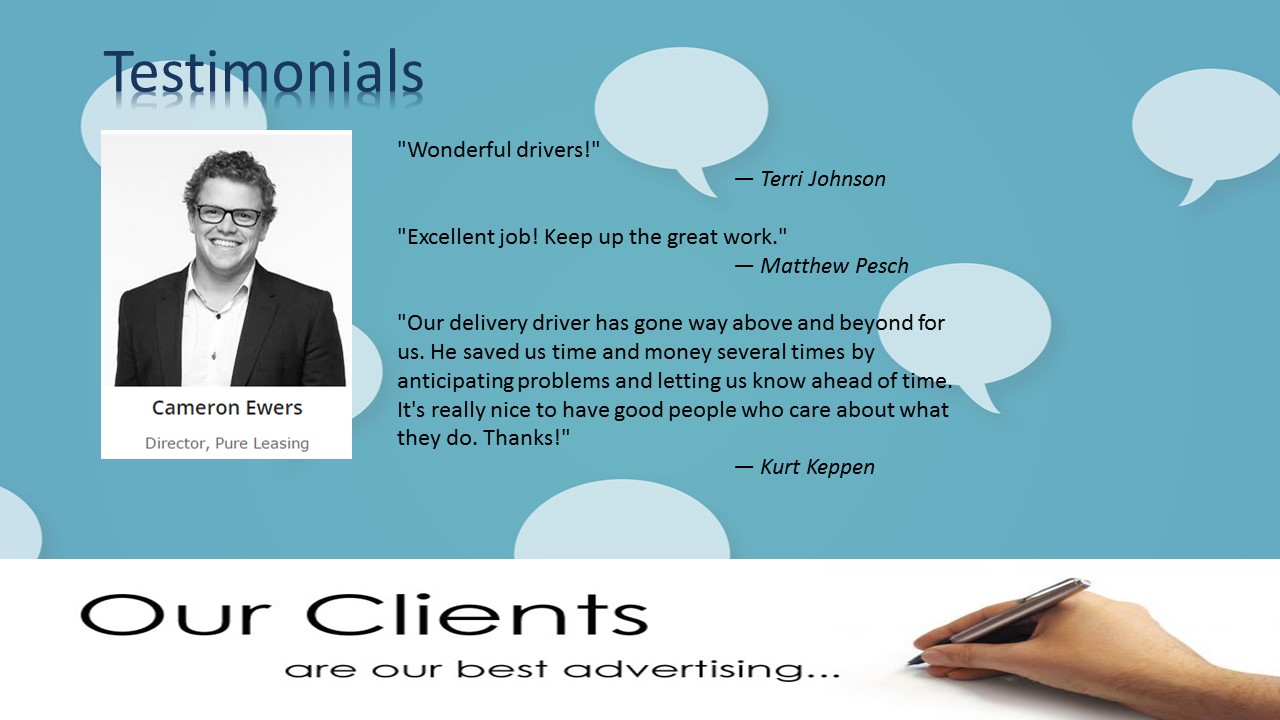 Testimonials
"Wonderful drivers!"
— Terri Johnson
"Excellent job! Keep up the great work."
— Matthew Pesch
"Our delivery driver has gone way above and beyond for
us. He saved us time and money several times by
anticipating problems and letting us know ahead of time.
It's really nice to have good people who care about what
they do. Thanks!"
— Kurt Keppen
Cameron Ewers
Director, Pure Leasing
Our Clients
are our best advertising...